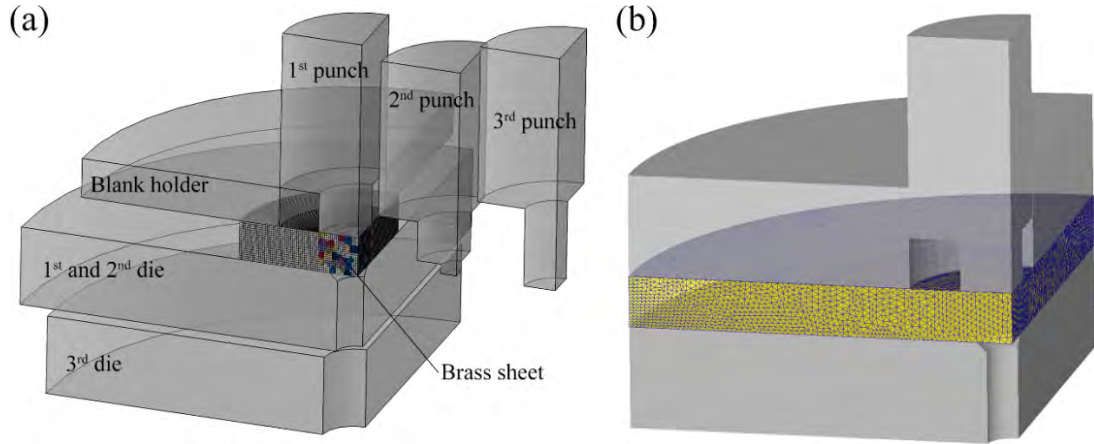 (a)
(b)
1st punch
2nd punch
3rd punch
Blank holder
1st and 2nd die
3rd die
Brass sheet